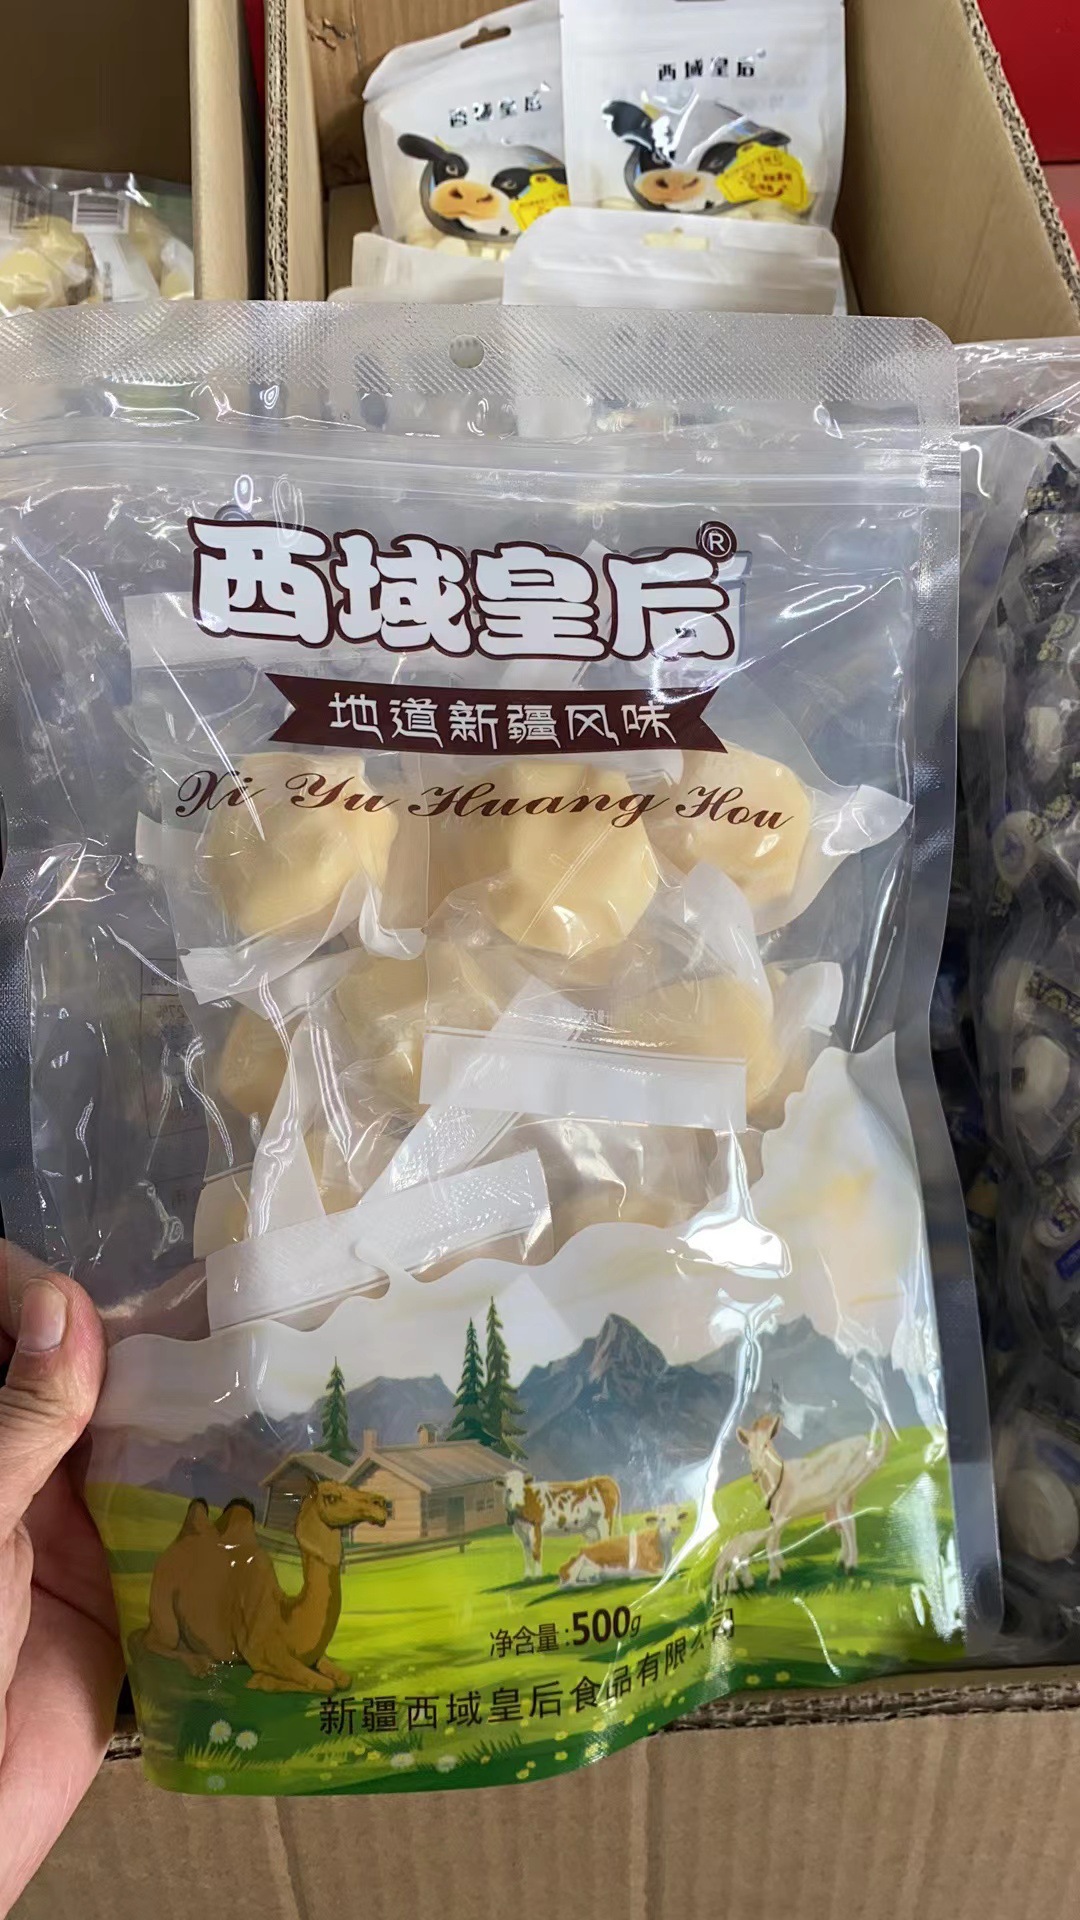 西域皇后
西域皇后
西域皇后®
地道新疆风味
Xi Yu Huang Hou
净含量:500g
新疆西域皇后食品有限公司